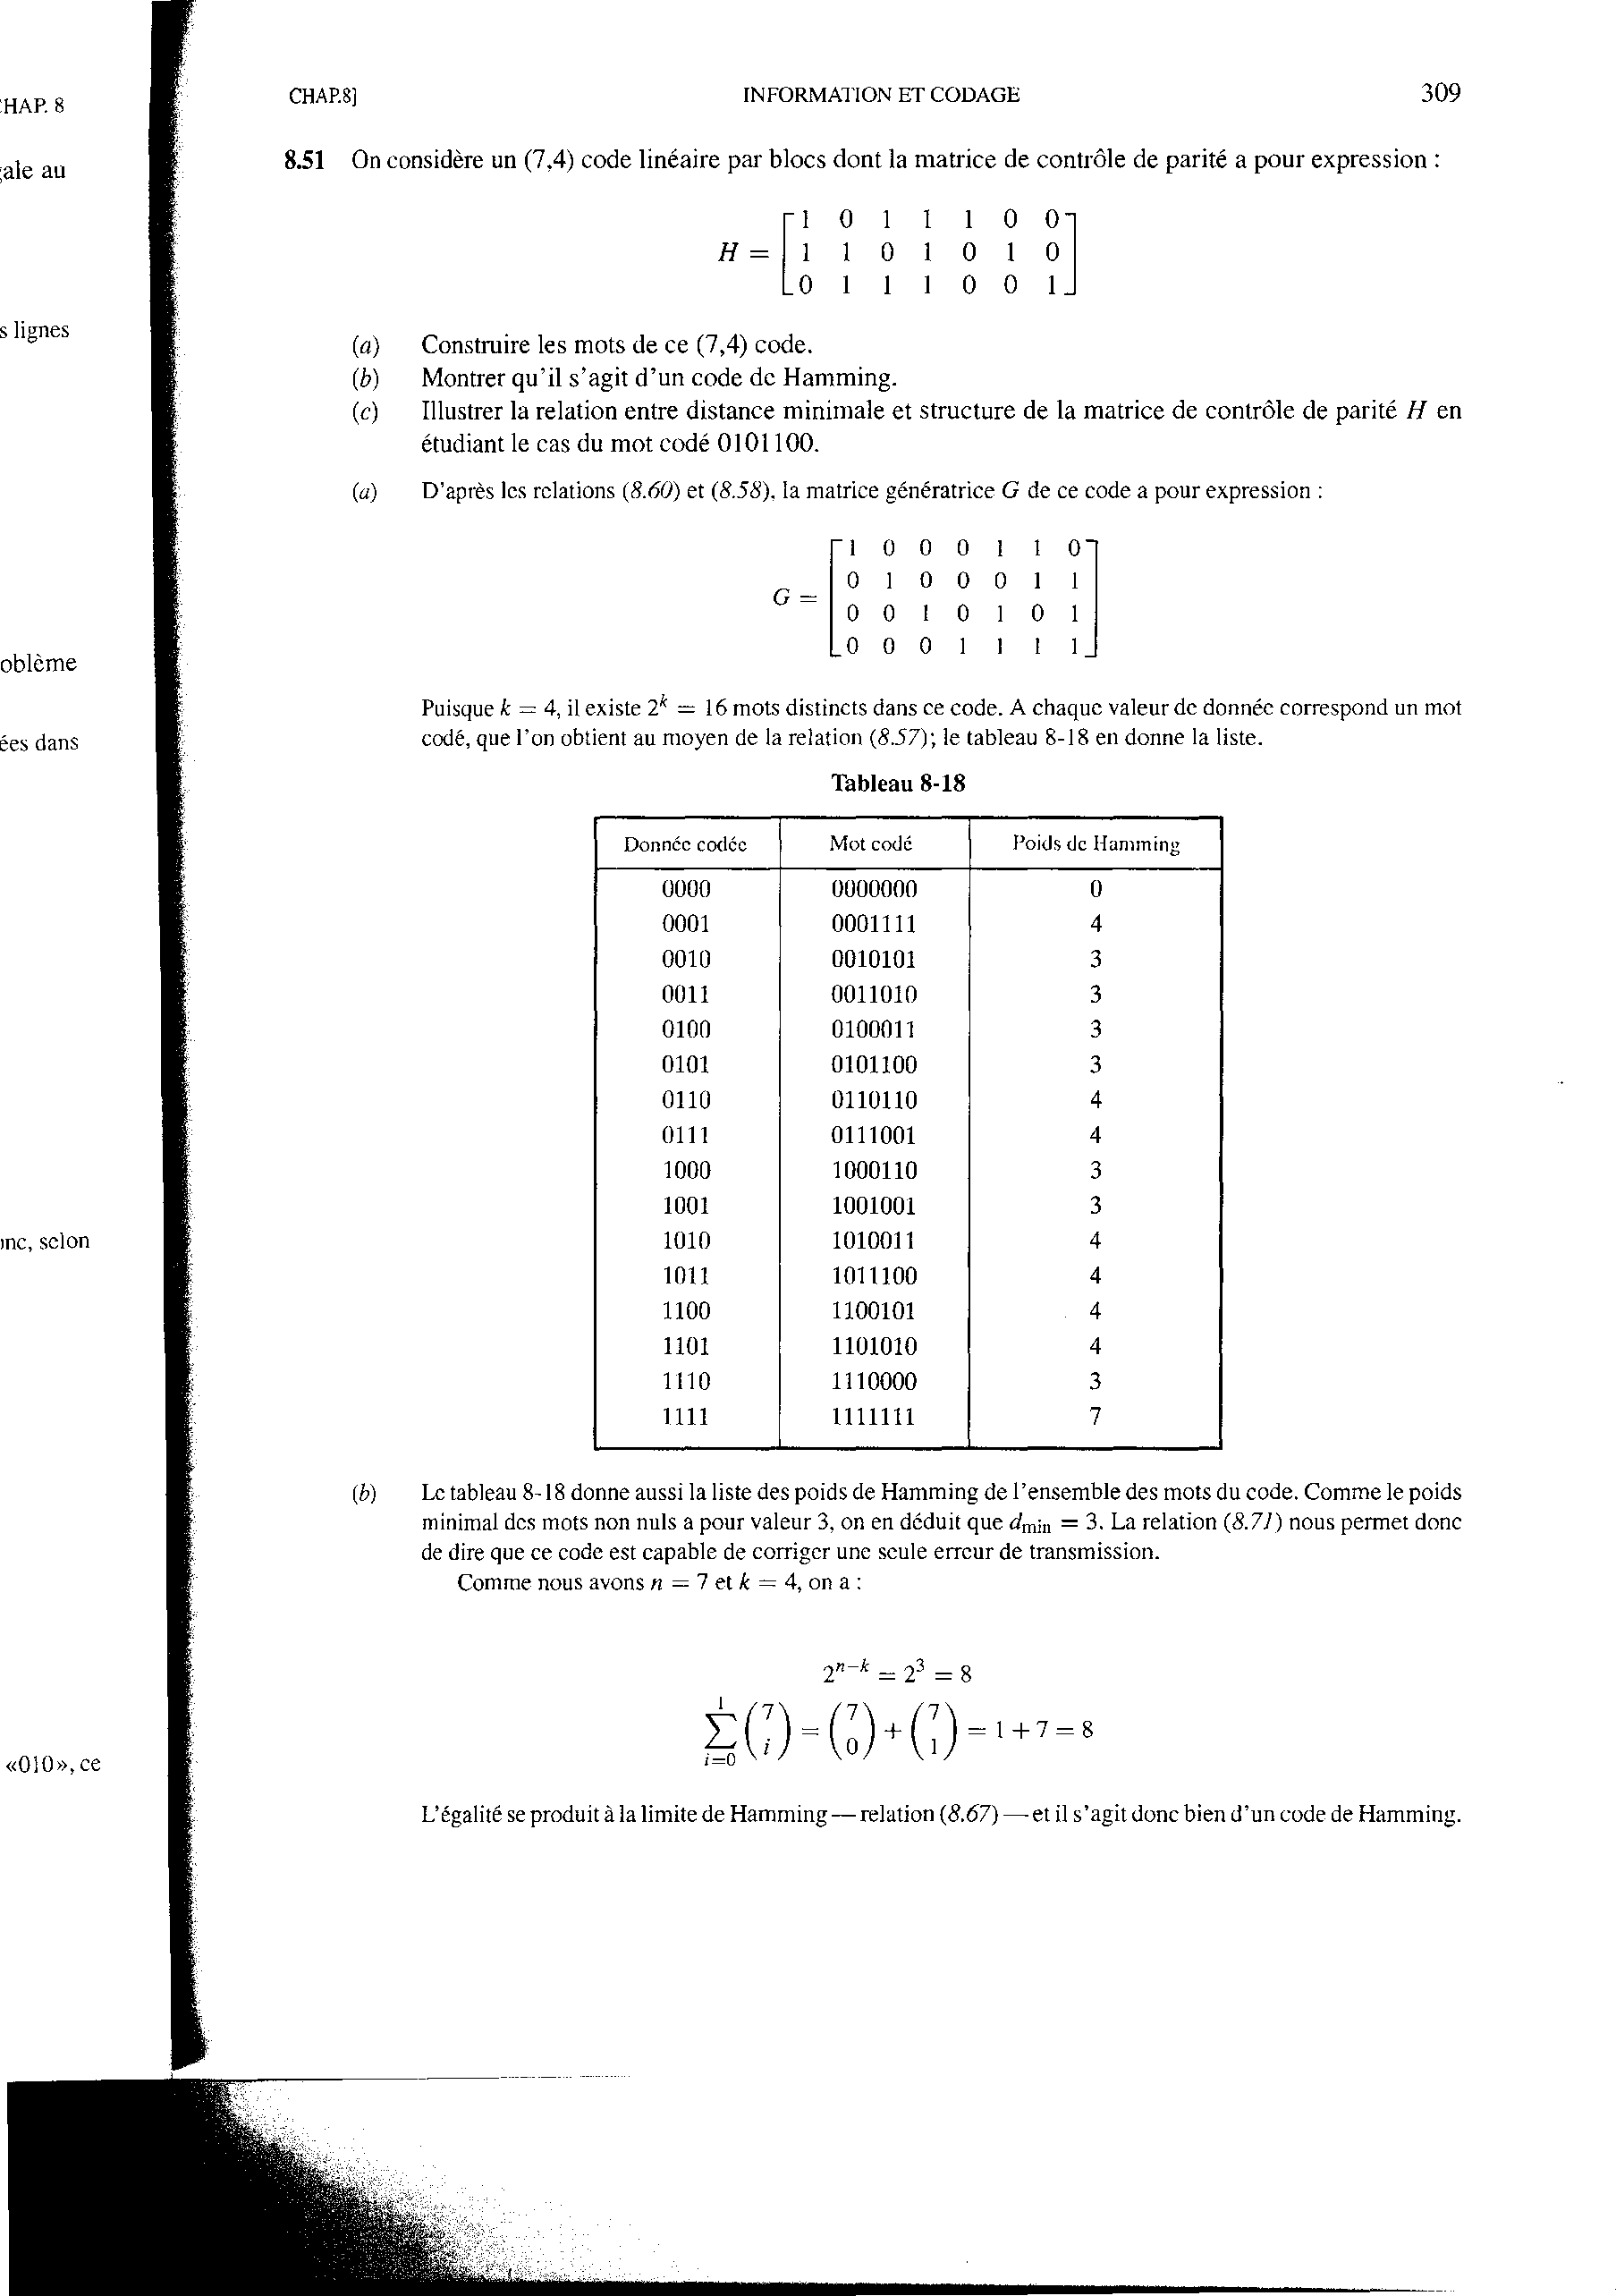 HAP. 8
ale au
s lignes
oblème
ées dans
nc, selon
«010», ce
CHAP.8] INFORMATION ET CODAGE 309
8.51 On considère un (7,4) code linéaire par blocs dont la matrice de contrôle de parité a pour expression :
1 0 1 1 1 0 0
H = 1 1 0 1 0 1 0
0 1 1 1 0 0 1
(a) Construire les mots de ce (7,4) code.
(b) Montrer qu'il s'agit d'un code de Hamming.
(c) Illustrer la relation entre distance minimale et structure de la matrice de contrôle de parité H en
étudiant le cas du mot codé 0101100.
(a) D'après les relations (8.60) et (8.58), la matrice génératrice G de ce code a pour expression :
1 0 0 0 1 1 0
0 1 0 0 0 1 1
G =
0 0 1 0 1 0 1
0 0 0 1 1 1 1
Puisque k = 4, il existe 2^k = 16 mots distincts dans ce code. A chaque valeur de donnée correspond un mot
codé, que l'on obtient au moyen de la relation (8.57); le tableau 8-18 en donne la liste.
Tableau 8-18
Donnée codée Mot codé Poids de Hamming
0000 0000000 0
0001 0001111 4
0010 0010101 3
0011 0011010 3
0100 0100011 3
0101 0101100 3
0110 0110110 4
0111 0111001 4
1000 1000110 3
1001 1001001 3
1010 1010011 4
1011 1011100 4
1100 1100101 4
1101 1101010 4
1110 1110000 3
1111 1111111 7
(b) Le tableau 8-18 donne aussi la liste des poids de Hamming de l'ensemble des mots du code. Comme le poids
minimal des mots non nuls a pour valeur 3, on en déduit que d_min = 3. La relation (8.71) nous permet donc
de dire que ce code est capable de corriger une seule erreur de transmission.
Comme nous avons n = 7 et k = 4, on a :
2^{n−k} = 2^3 = 8
∑_{i=0}^{1} (7 i) = (7 0) + (7 1) = 1 + 7 = 8
L'égalité se produit à la limite de Hamming — relation (8.67) — et il s'agit donc bien d'un code de Hamming.